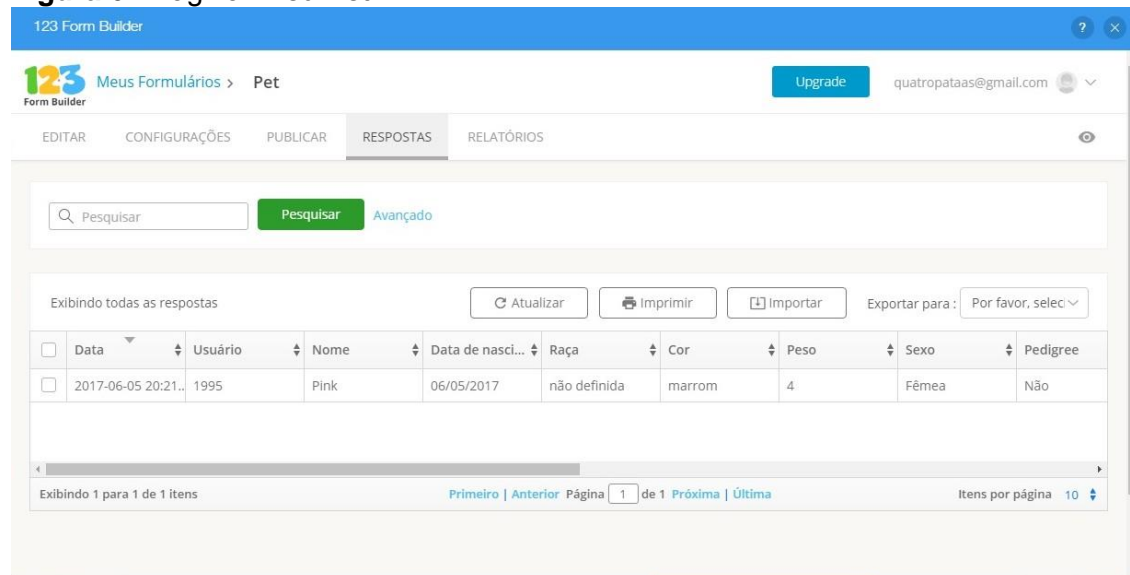 123 Form Builder
?
123
Form Builder
Meus Formulários > Pet
Upgrade
quatropataas@gmail.com
EDITAR CONFIGURAÇÕES PUBLICAR RESPOSTAS RELATÓRIOS
Pesquisar
Pesquisar
Avançado
Exibindo todas as respostas
Atualizar
Imprimir
Importar
Exportar para : Por favor, selec
Data Usuário Nome Data de nasci... Raça Cor Peso Sexo Pedigree
2017-06-05 20:21.. 1995 Pink 06/05/2017 não definida marrom 4 Fêmea Não
Exibindo 1 para 1 de 1 itens
Primeiro | Anterior Página 1 de 1 Próxima | Última
Itens por página 10